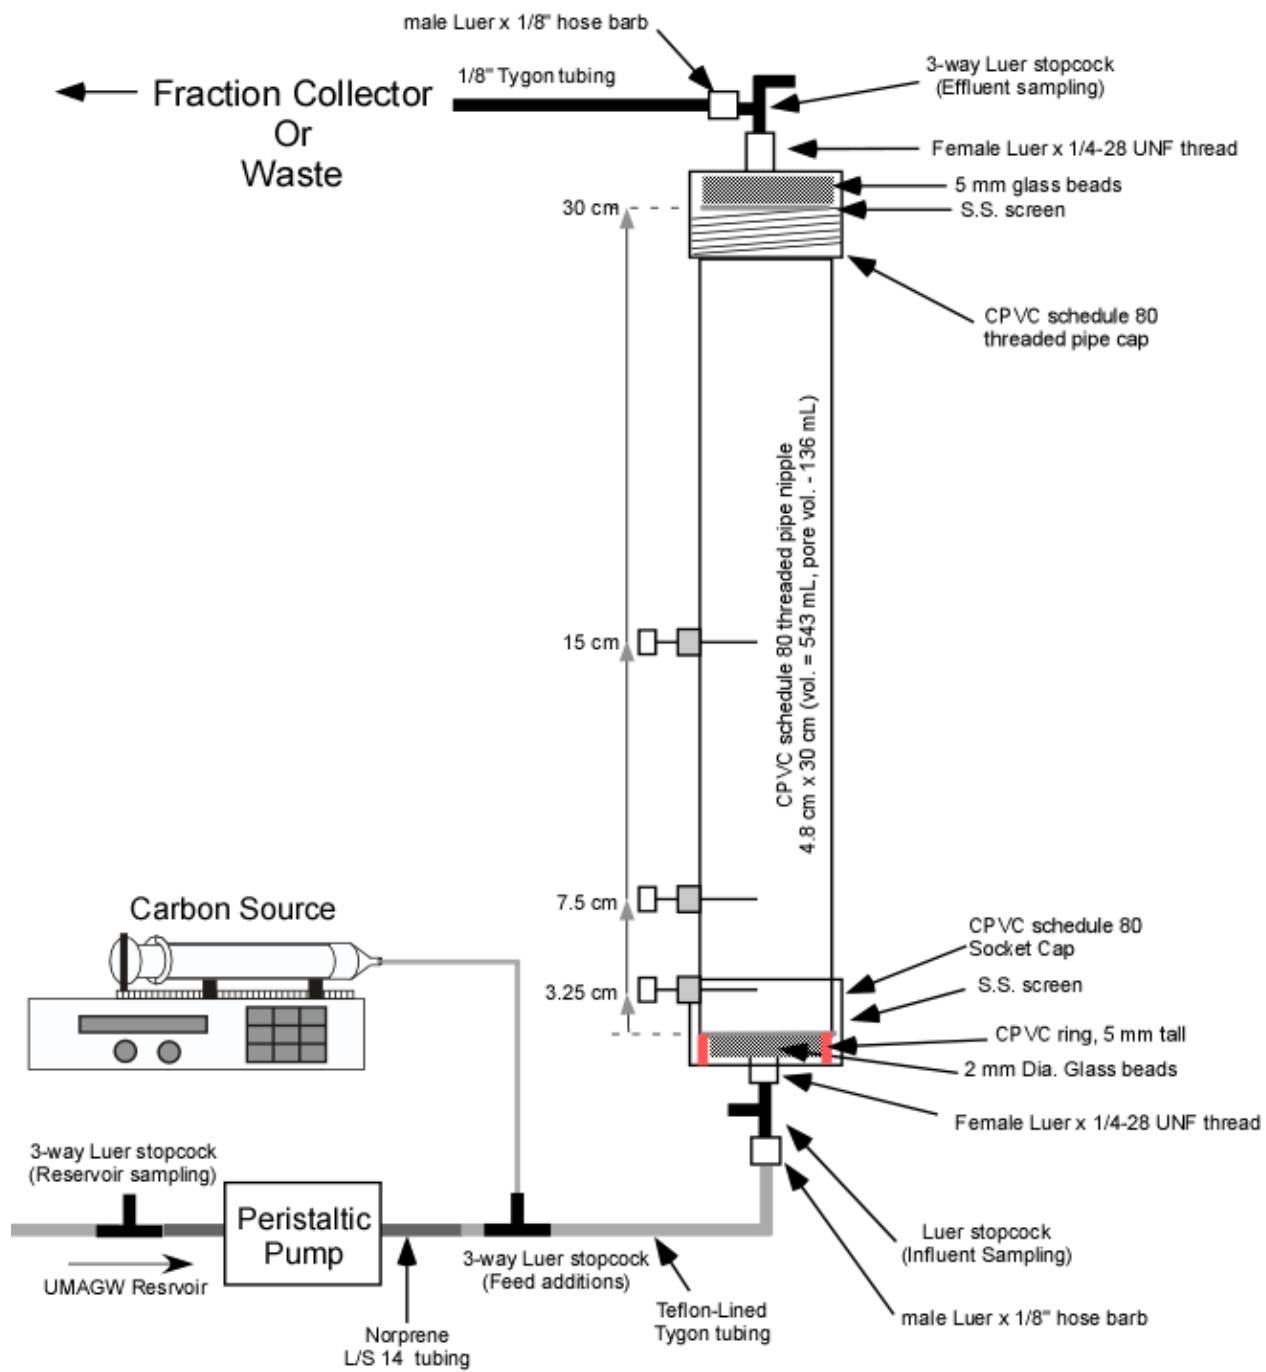 male Luer x 1/8" hose barb
1/8" Tygon tubing
3-way Luer stopcock
(Effluent sampling)
Fraction Collector
Or
Waste
Female Luer x 1/4-28 UNF thread
5 mm glass beads
30 cm
S.S. screen
CPVC schedule 80
threaded pipe cap
CPVC schedule 80 threaded pipe nipple
4.8 cm x 30 cm (vol. = 543 mL, pore vol. - 136 mL)
15 cm
7.5 cm
Carbon Source
CPVC schedule 80
Socket Cap
3.25 cm
S.S. screen
CPVC ring, 5 mm tall
2 mm Dia. Glass beads
Female Luer x 1/4-28 UNF thread
3-way Luer stopcock
(Reservoir sampling)
Peristaltic
Pump
UMAGW Resrvoir
3-way Luer stopcock
(Feed additions)
Luer stopcock
(Influent Sampling)
Teflon-Lined
Tygon tubing
male Luer x 1/8" hose barb
Norprene
L/S 14 tubing